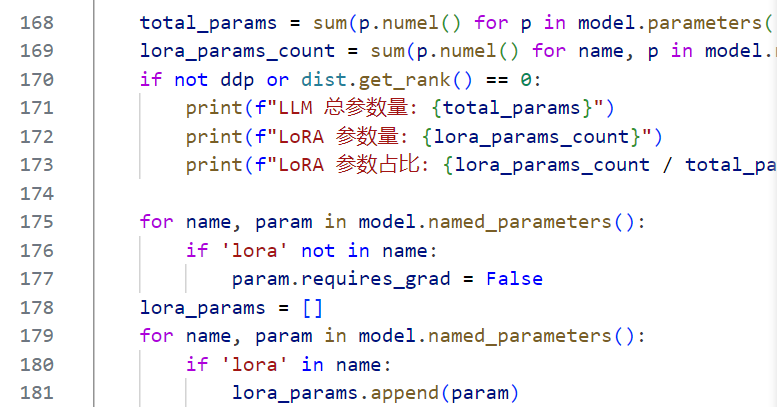 168 total_params = sum(p.numel() for p in model.parameters(
169 lora_params_count = sum(p.numel() for name, p in model.
170 if not ddp or dist.get_rank() == 0:
171 print(f"LLM 总参数量: {total_params}")
172 print(f"LoRA 参数量: {lora_params_count}")
173 print(f"LoRA 参数占比: {lora_params_count / total_pa
174
175 for name, param in model.named_parameters():
176 if 'lora' not in name:
177 param.requires_grad = False
178 lora_params = []
179 for name, param in model.named_parameters():
180 if 'lora' in name:
181 lora_params.append(param)